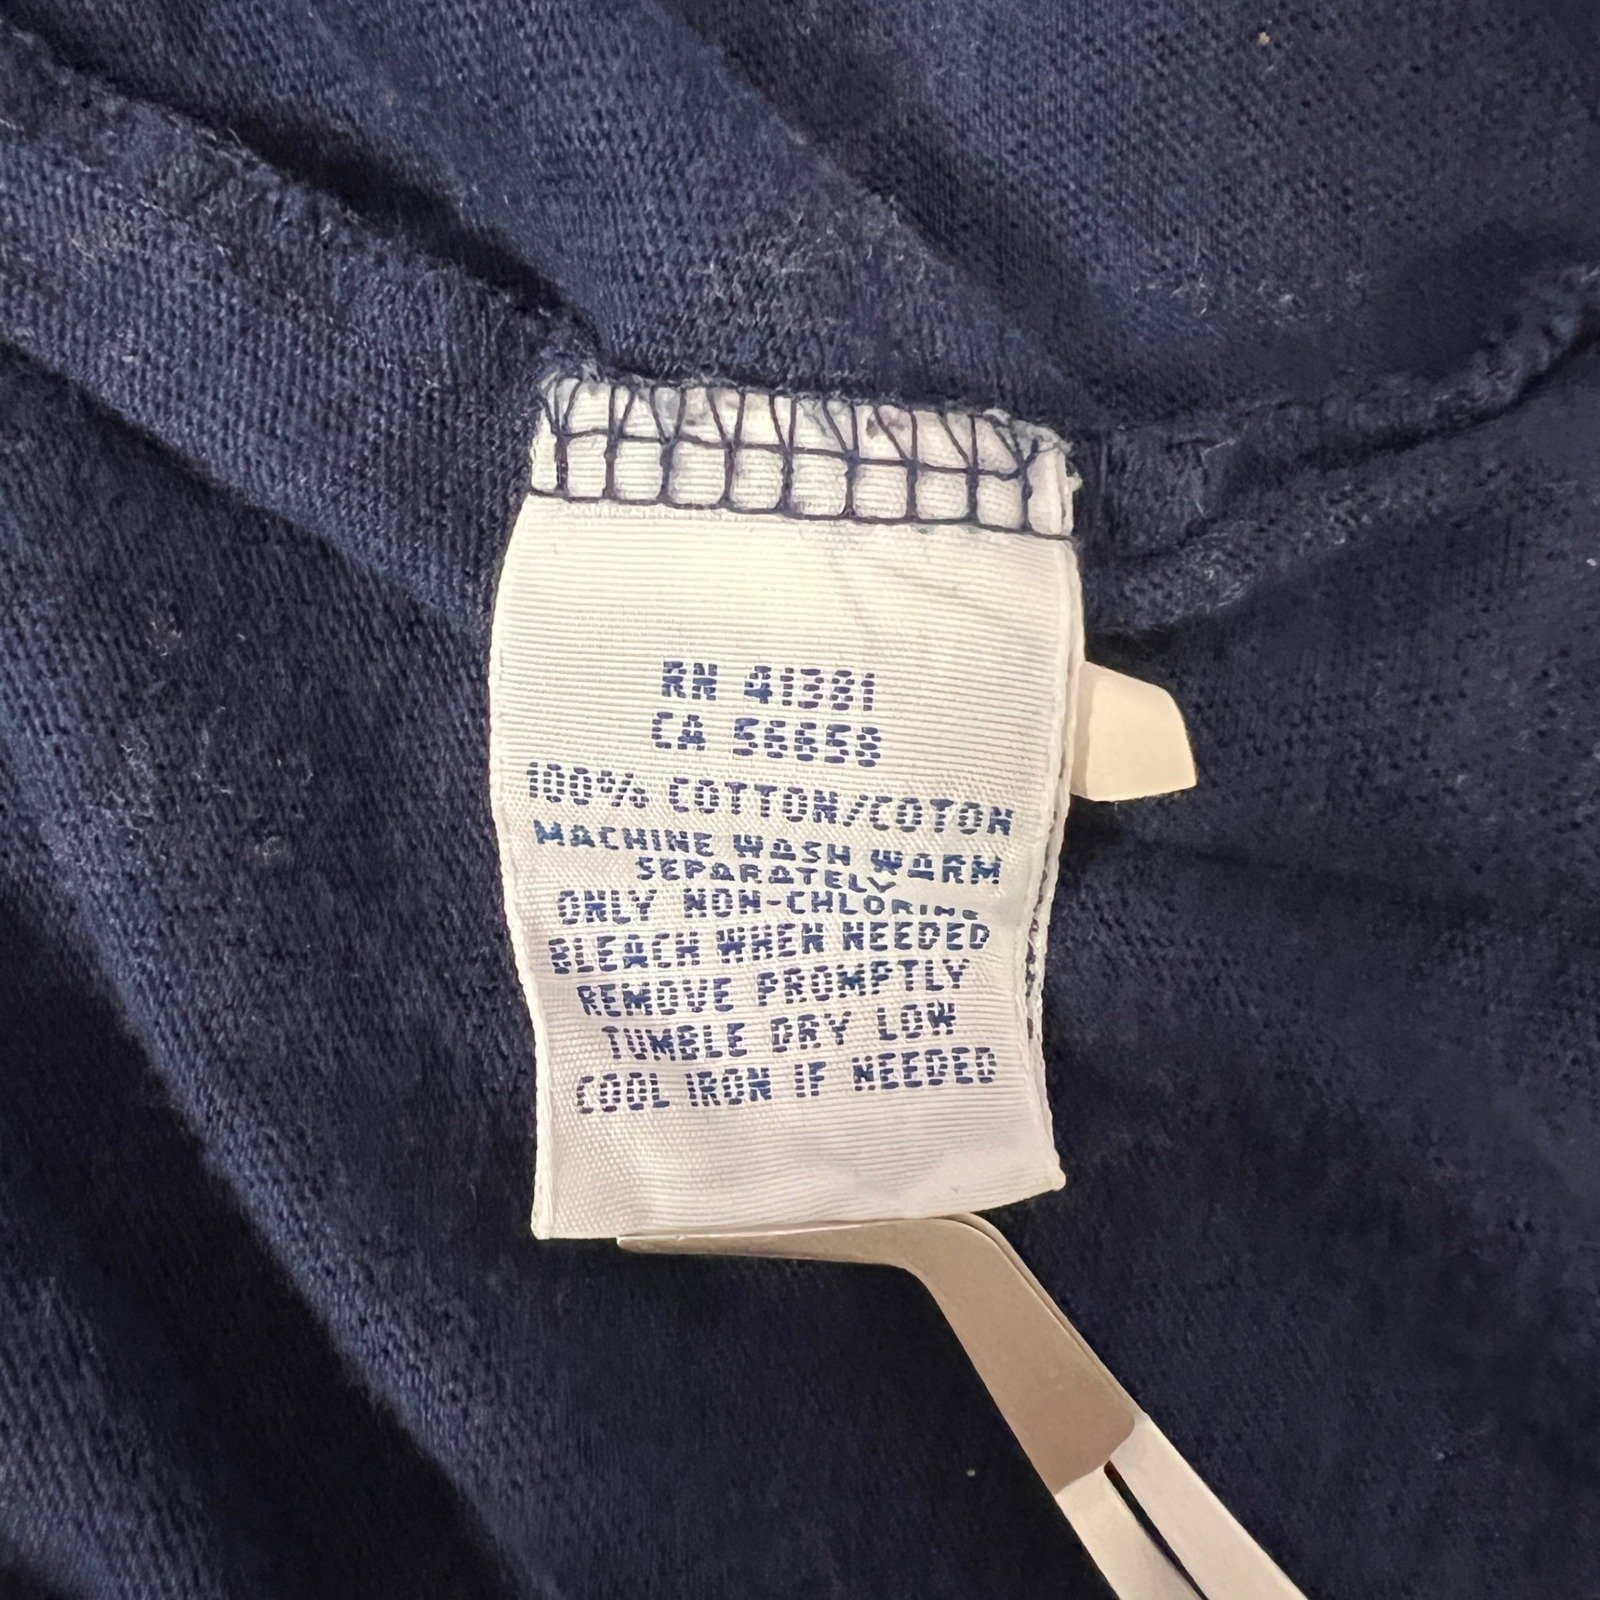 RN 41381
CA 56658
100% COTTON/COTON
MACHINE WASH WARM
SEPARATELY
ONLY NON-CHLORINE
BLEACH WHEN NEEDED
REMOVE PROMPTLY
TUMBLE DRY LOW
COOL IRON IF NEEDED